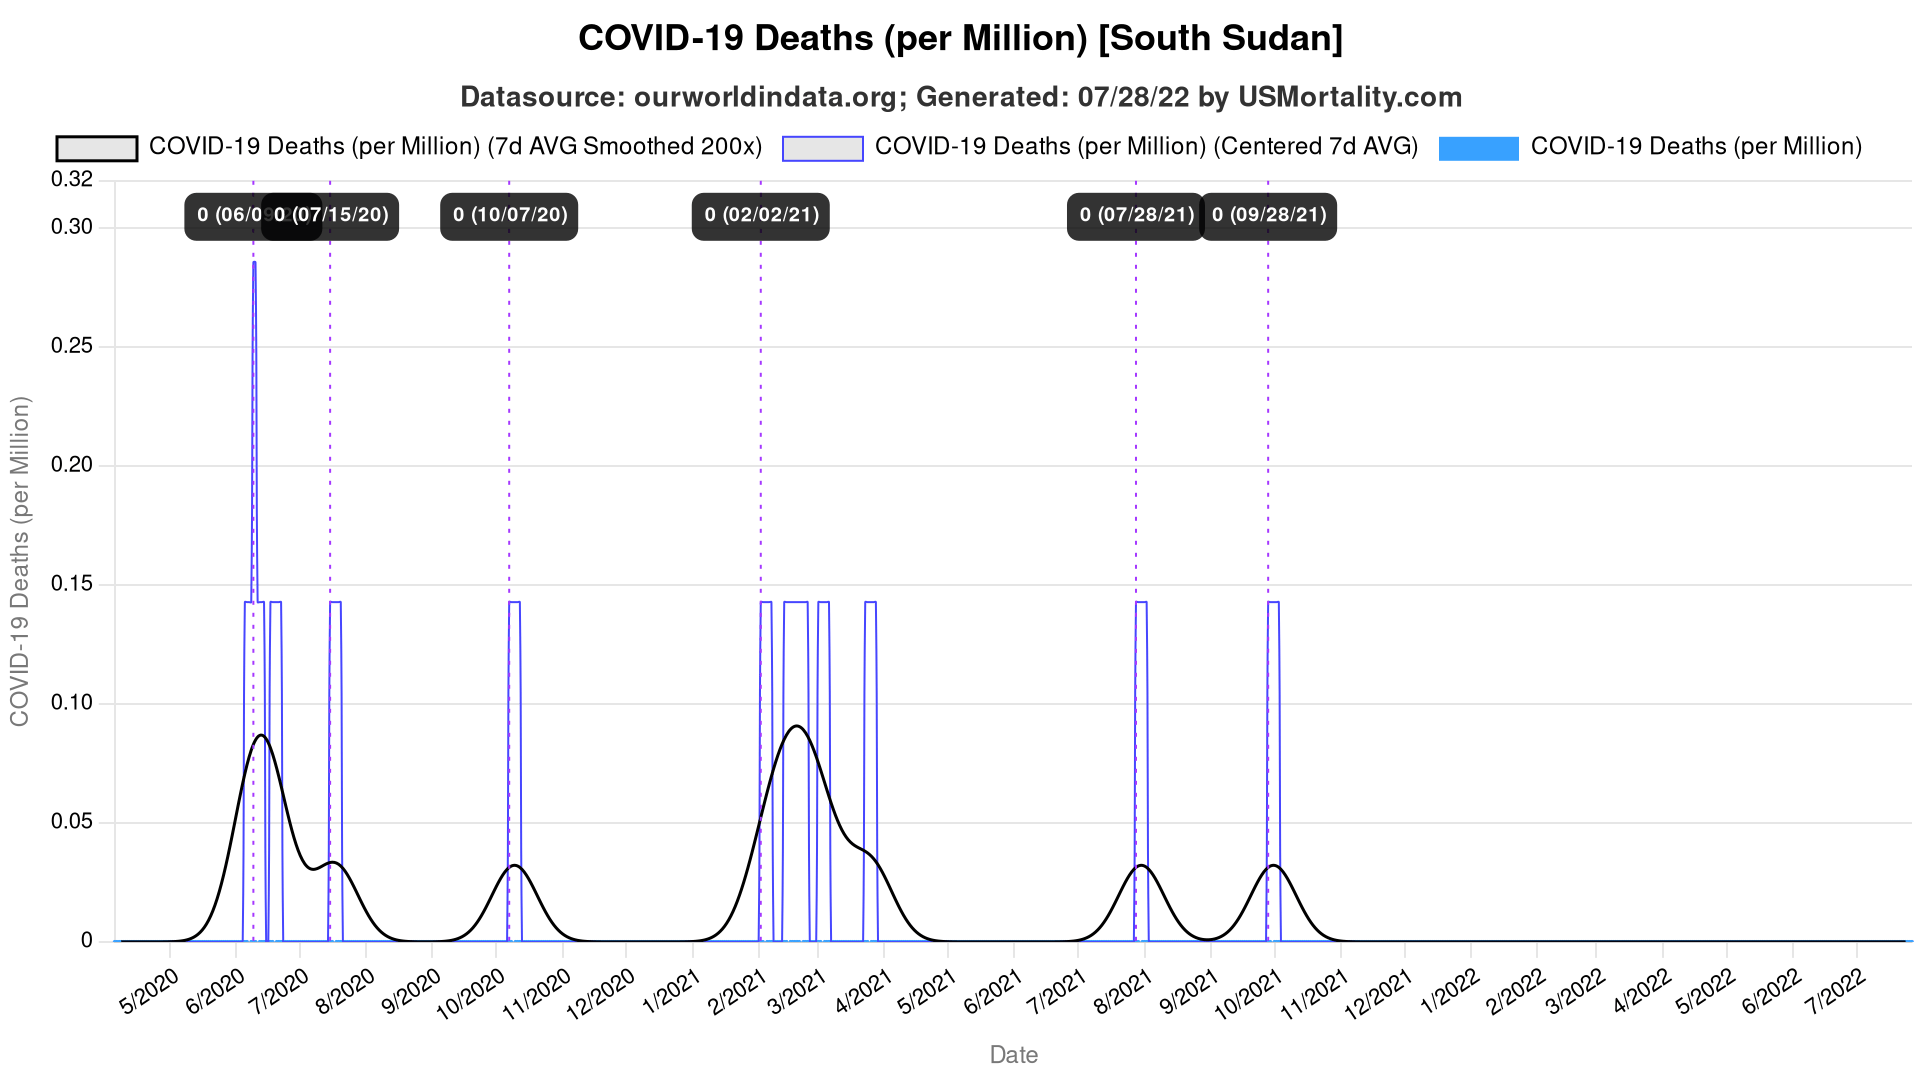 COVID-19 Deaths (per Million) [South Sudan]
Datasource: ourworldindata.org; Generated: 07/28/22 by USMortality.com
COVID-19 Deaths (per Million) (7d AVG Smoothed 200x) COVID-19 Deaths (per Million) (Centered 7d AVG) COVID-19 Deaths (per Million)
0.32
0 (07/15/20) 0 (10/07/20) 0 (02/02/21) 0 (07/28/21) 0 (09/28/21)
0.30
0.25
0.20
0.15
0.10
0.05
0
COVID-19 Deaths (per Million)
5/2020 6/2020 7/2020 8/2020 9/2020 10/2020 11/2020 12/2020 1/2021 2/2021 3/2021 4/2021 5/2021 6/2021 7/2021 8/2021 9/2021 10/2021 11/2021 12/2021 1/2022 2/2022 3/2022 4/2022 5/2022 6/2022 7/2022
Date